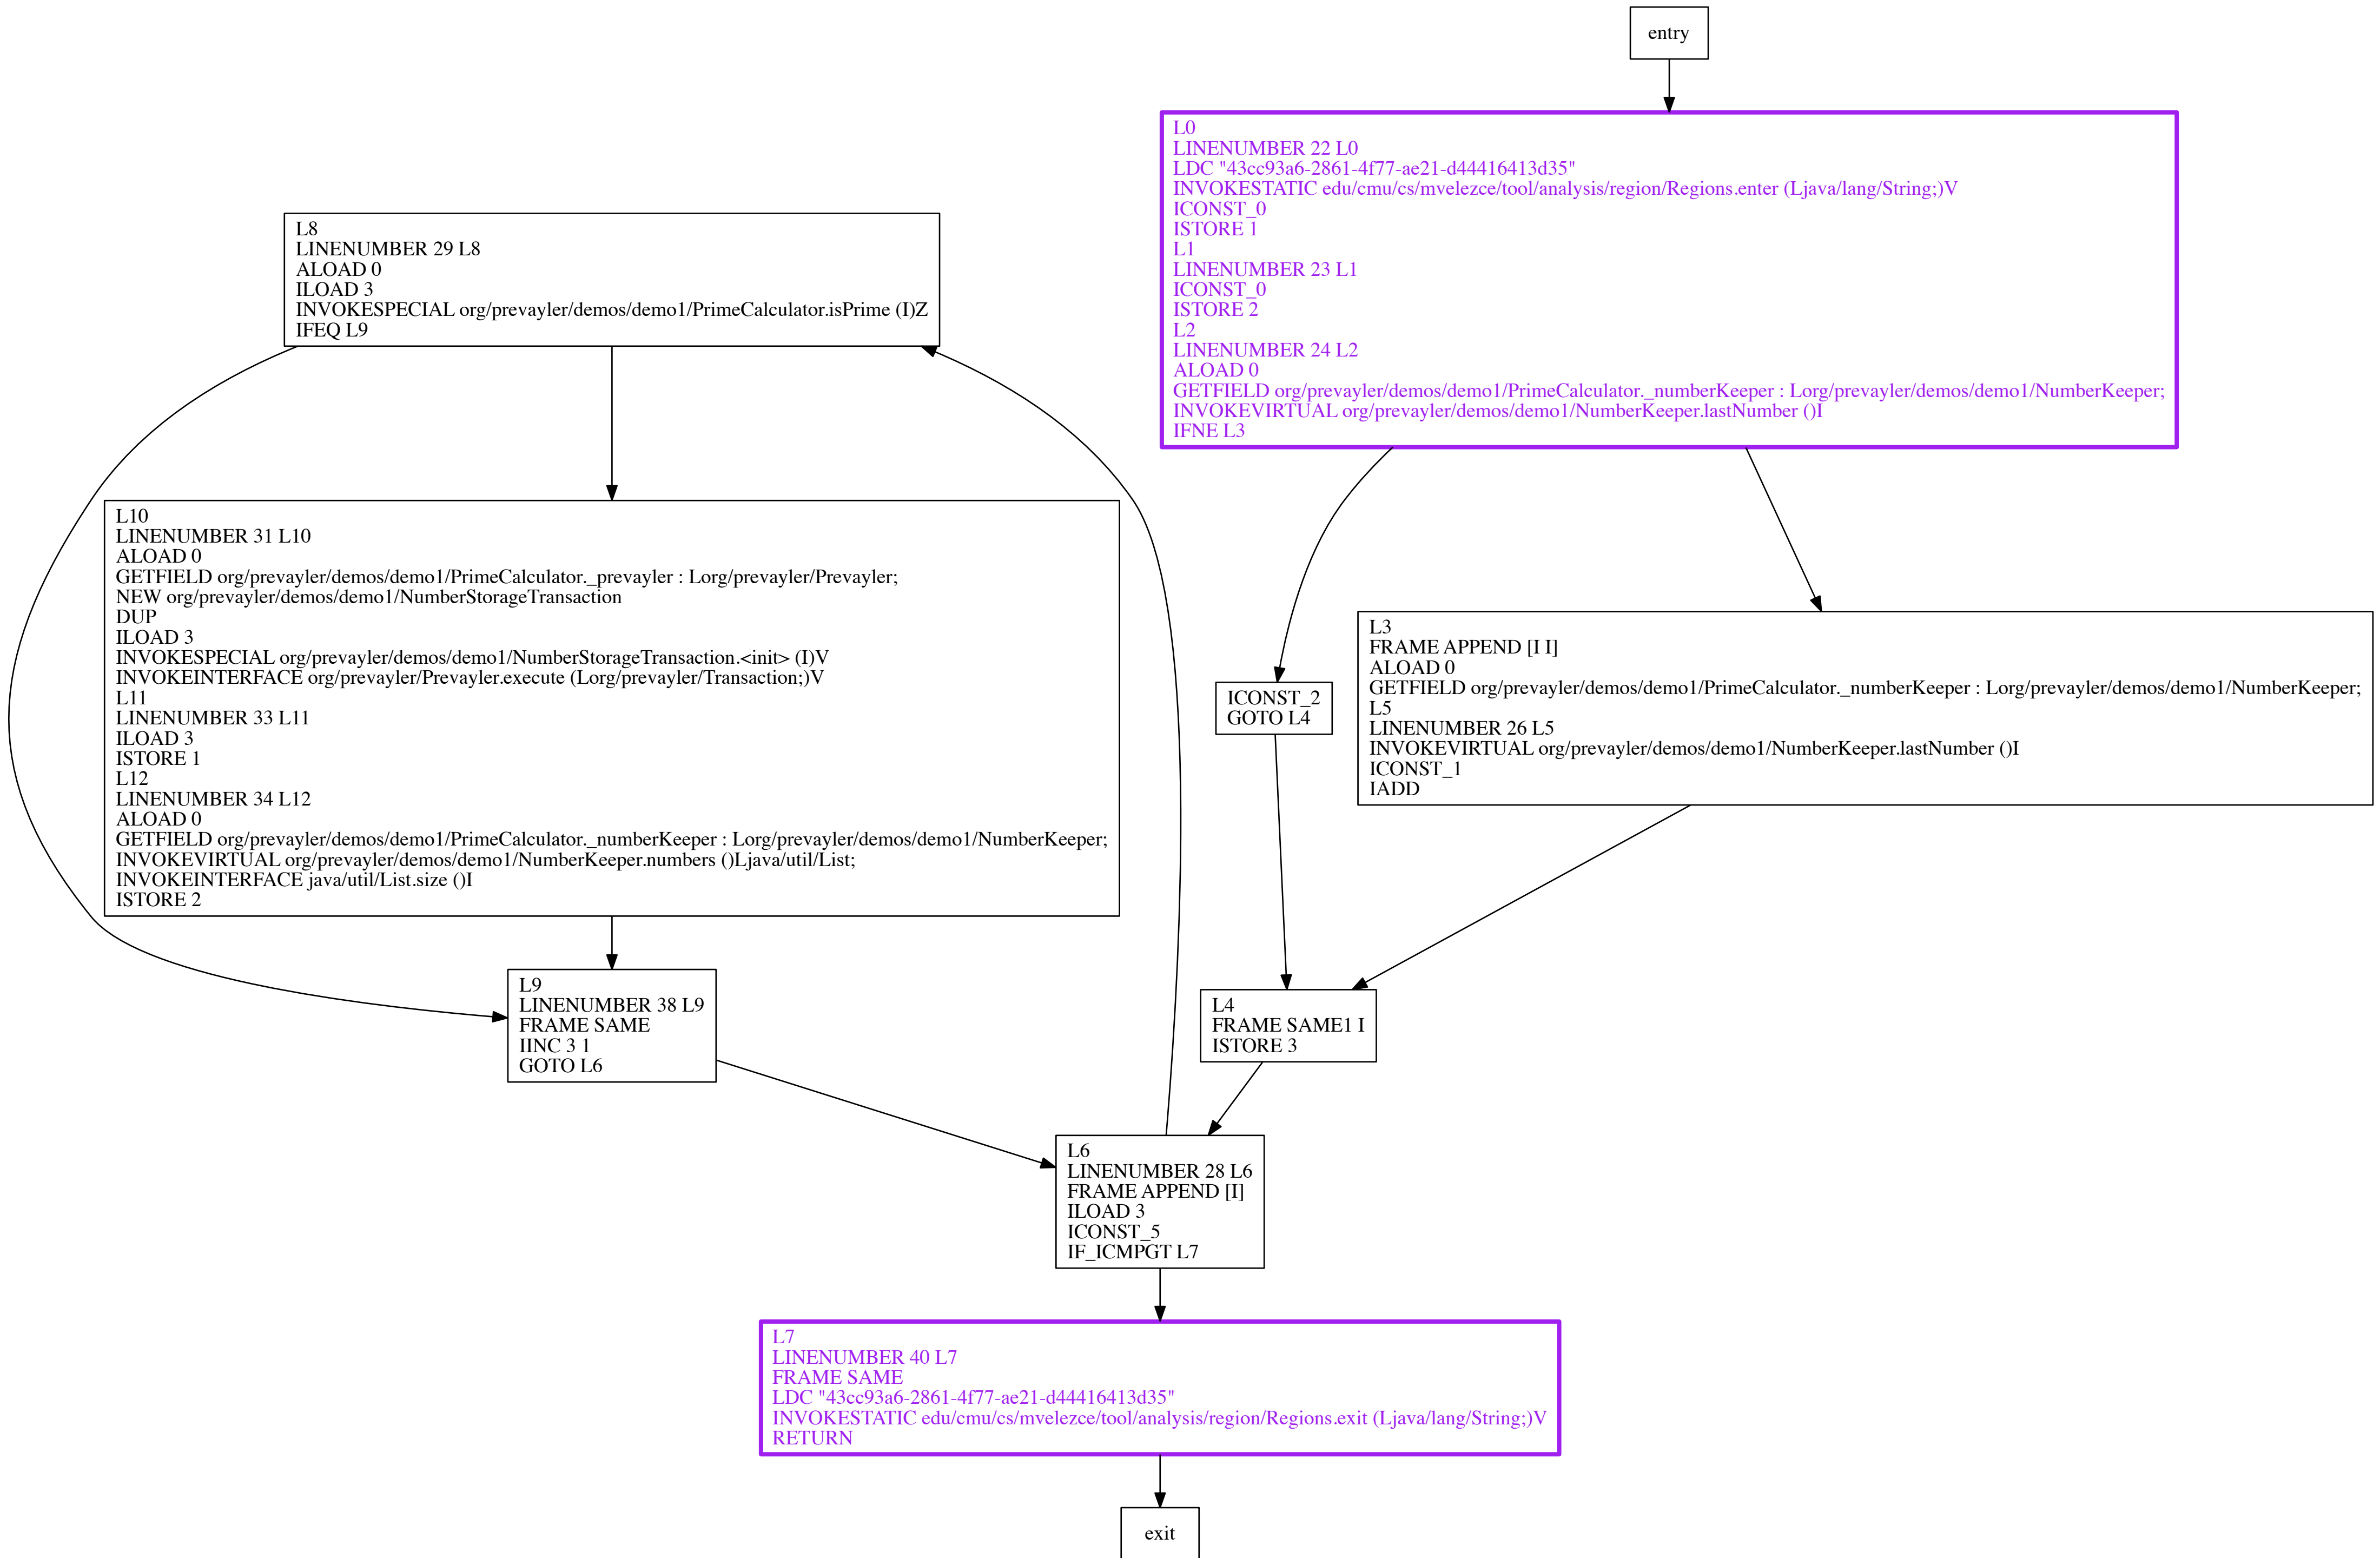 entry
L0
LINENUMBER 22 L0
LDC "43cc93a6-2861-4f77-ae21-d44416413d35"
INVOKESTATIC edu/cmu/cs/mvelezce/tool/analysis/region/Regions.enter (Ljava/lang/String;)V
ICONST_0
ISTORE 1
L1
LINENUMBER 23 L1
ICONST_0
ISTORE 2
L2
LINENUMBER 24 L2
ALOAD 0
GETFIELD org/prevayler/demos/demo1/PrimeCalculator._numberKeeper : Lorg/prevayler/demos/demo1/NumberKeeper;
INVOKEVIRTUAL org/prevayler/demos/demo1/NumberKeeper.lastNumber ()I
IFNE L3
L8
LINENUMBER 29 L8
ALOAD 0
ILOAD 3
INVOKESPECIAL org/prevayler/demos/demo1/PrimeCalculator.isPrime (I)Z
IFEQ L9
L10
LINENUMBER 31 L10
ALOAD 0
GETFIELD org/prevayler/demos/demo1/PrimeCalculator._prevayler : Lorg/prevayler/Prevayler;
NEW org/prevayler/demos/demo1/NumberStorageTransaction
DUP
ILOAD 3
INVOKESPECIAL org/prevayler/demos/demo1/NumberStorageTransaction.<init> (I)V
INVOKEINTERFACE org/prevayler/Prevayler.execute (Lorg/prevayler/Transaction;)V
L11
LINENUMBER 33 L11
ILOAD 3
ISTORE 1
L12
LINENUMBER 34 L12
ALOAD 0
GETFIELD org/prevayler/demos/demo1/PrimeCalculator._numberKeeper : Lorg/prevayler/demos/demo1/NumberKeeper;
INVOKEVIRTUAL org/prevayler/demos/demo1/NumberKeeper.numbers ()Ljava/util/List;
INVOKEINTERFACE java/util/List.size ()I
ISTORE 2
ICONST_2
GOTO L4
L3
FRAME APPEND [I I]
ALOAD 0
GETFIELD org/prevayler/demos/demo1/PrimeCalculator._numberKeeper : Lorg/prevayler/demos/demo1/NumberKeeper;
L5
LINENUMBER 26 L5
INVOKEVIRTUAL org/prevayler/demos/demo1/NumberKeeper.lastNumber ()I
ICONST_1
IADD
L9
LINENUMBER 38 L9
FRAME SAME
IINC 3 1
GOTO L6
L4
FRAME SAME1 I
ISTORE 3
L6
LINENUMBER 28 L6
FRAME APPEND [I]
ILOAD 3
ICONST_5
IF_ICMPGT L7
L7
LINENUMBER 40 L7
FRAME SAME
LDC "43cc93a6-2861-4f77-ae21-d44416413d35"
INVOKESTATIC edu/cmu/cs/mvelezce/tool/analysis/region/Regions.exit (Ljava/lang/String;)V
RETURN
exit